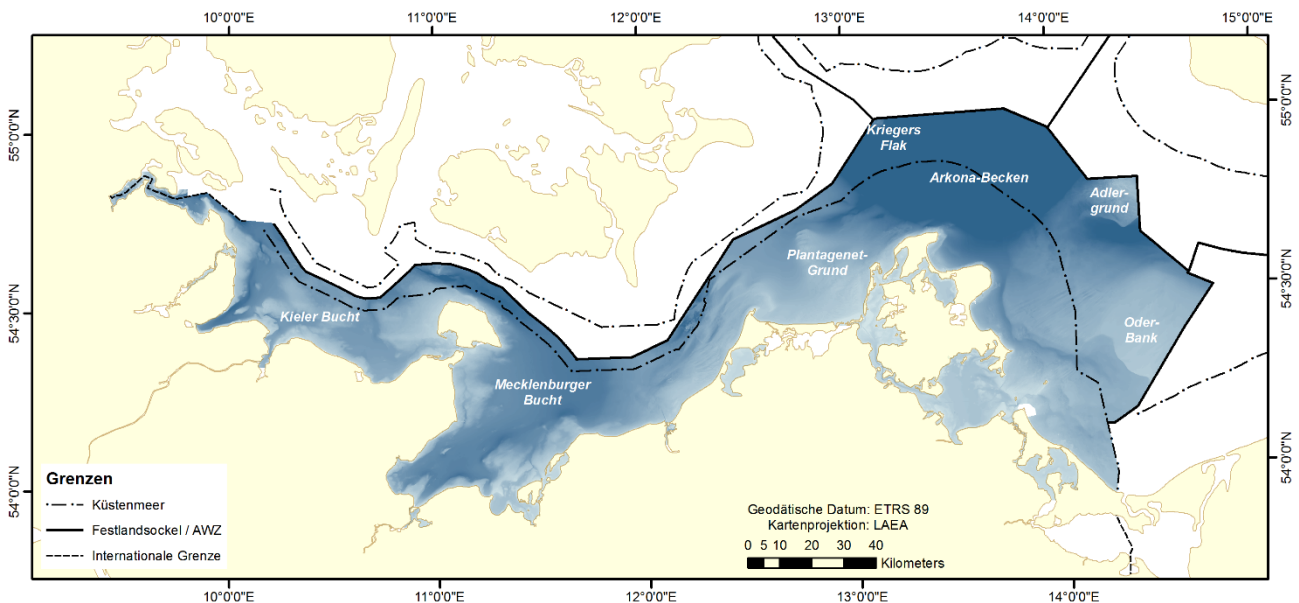 10°0'0"E
11°0'0"E
12°0'0"E
13°0'0"E
14°0'0"E
15°0'0"E
55°0'0"N
55°0'0"N
Kriegers
Flak
Arkona-Becken
Adler-
grund
Plantagenet-
Grund
54°30'0"N
54°30'0"N
Kieler Bucht
Oder-
Bank
Mecklenburger
Bucht
54°0'0"N
54°0'0"N
Grenzen
Küstenmeer
Festlandsockel / AWZ
Internationale Grenze
Geodätische Datum: ETRS 89
Kartenprojektion: LAEA
0 5 10 20 30 40
Kilometers
10°0'0"E
11°0'0"E
12°0'0"E
13°0'0"E
14°0'0"E